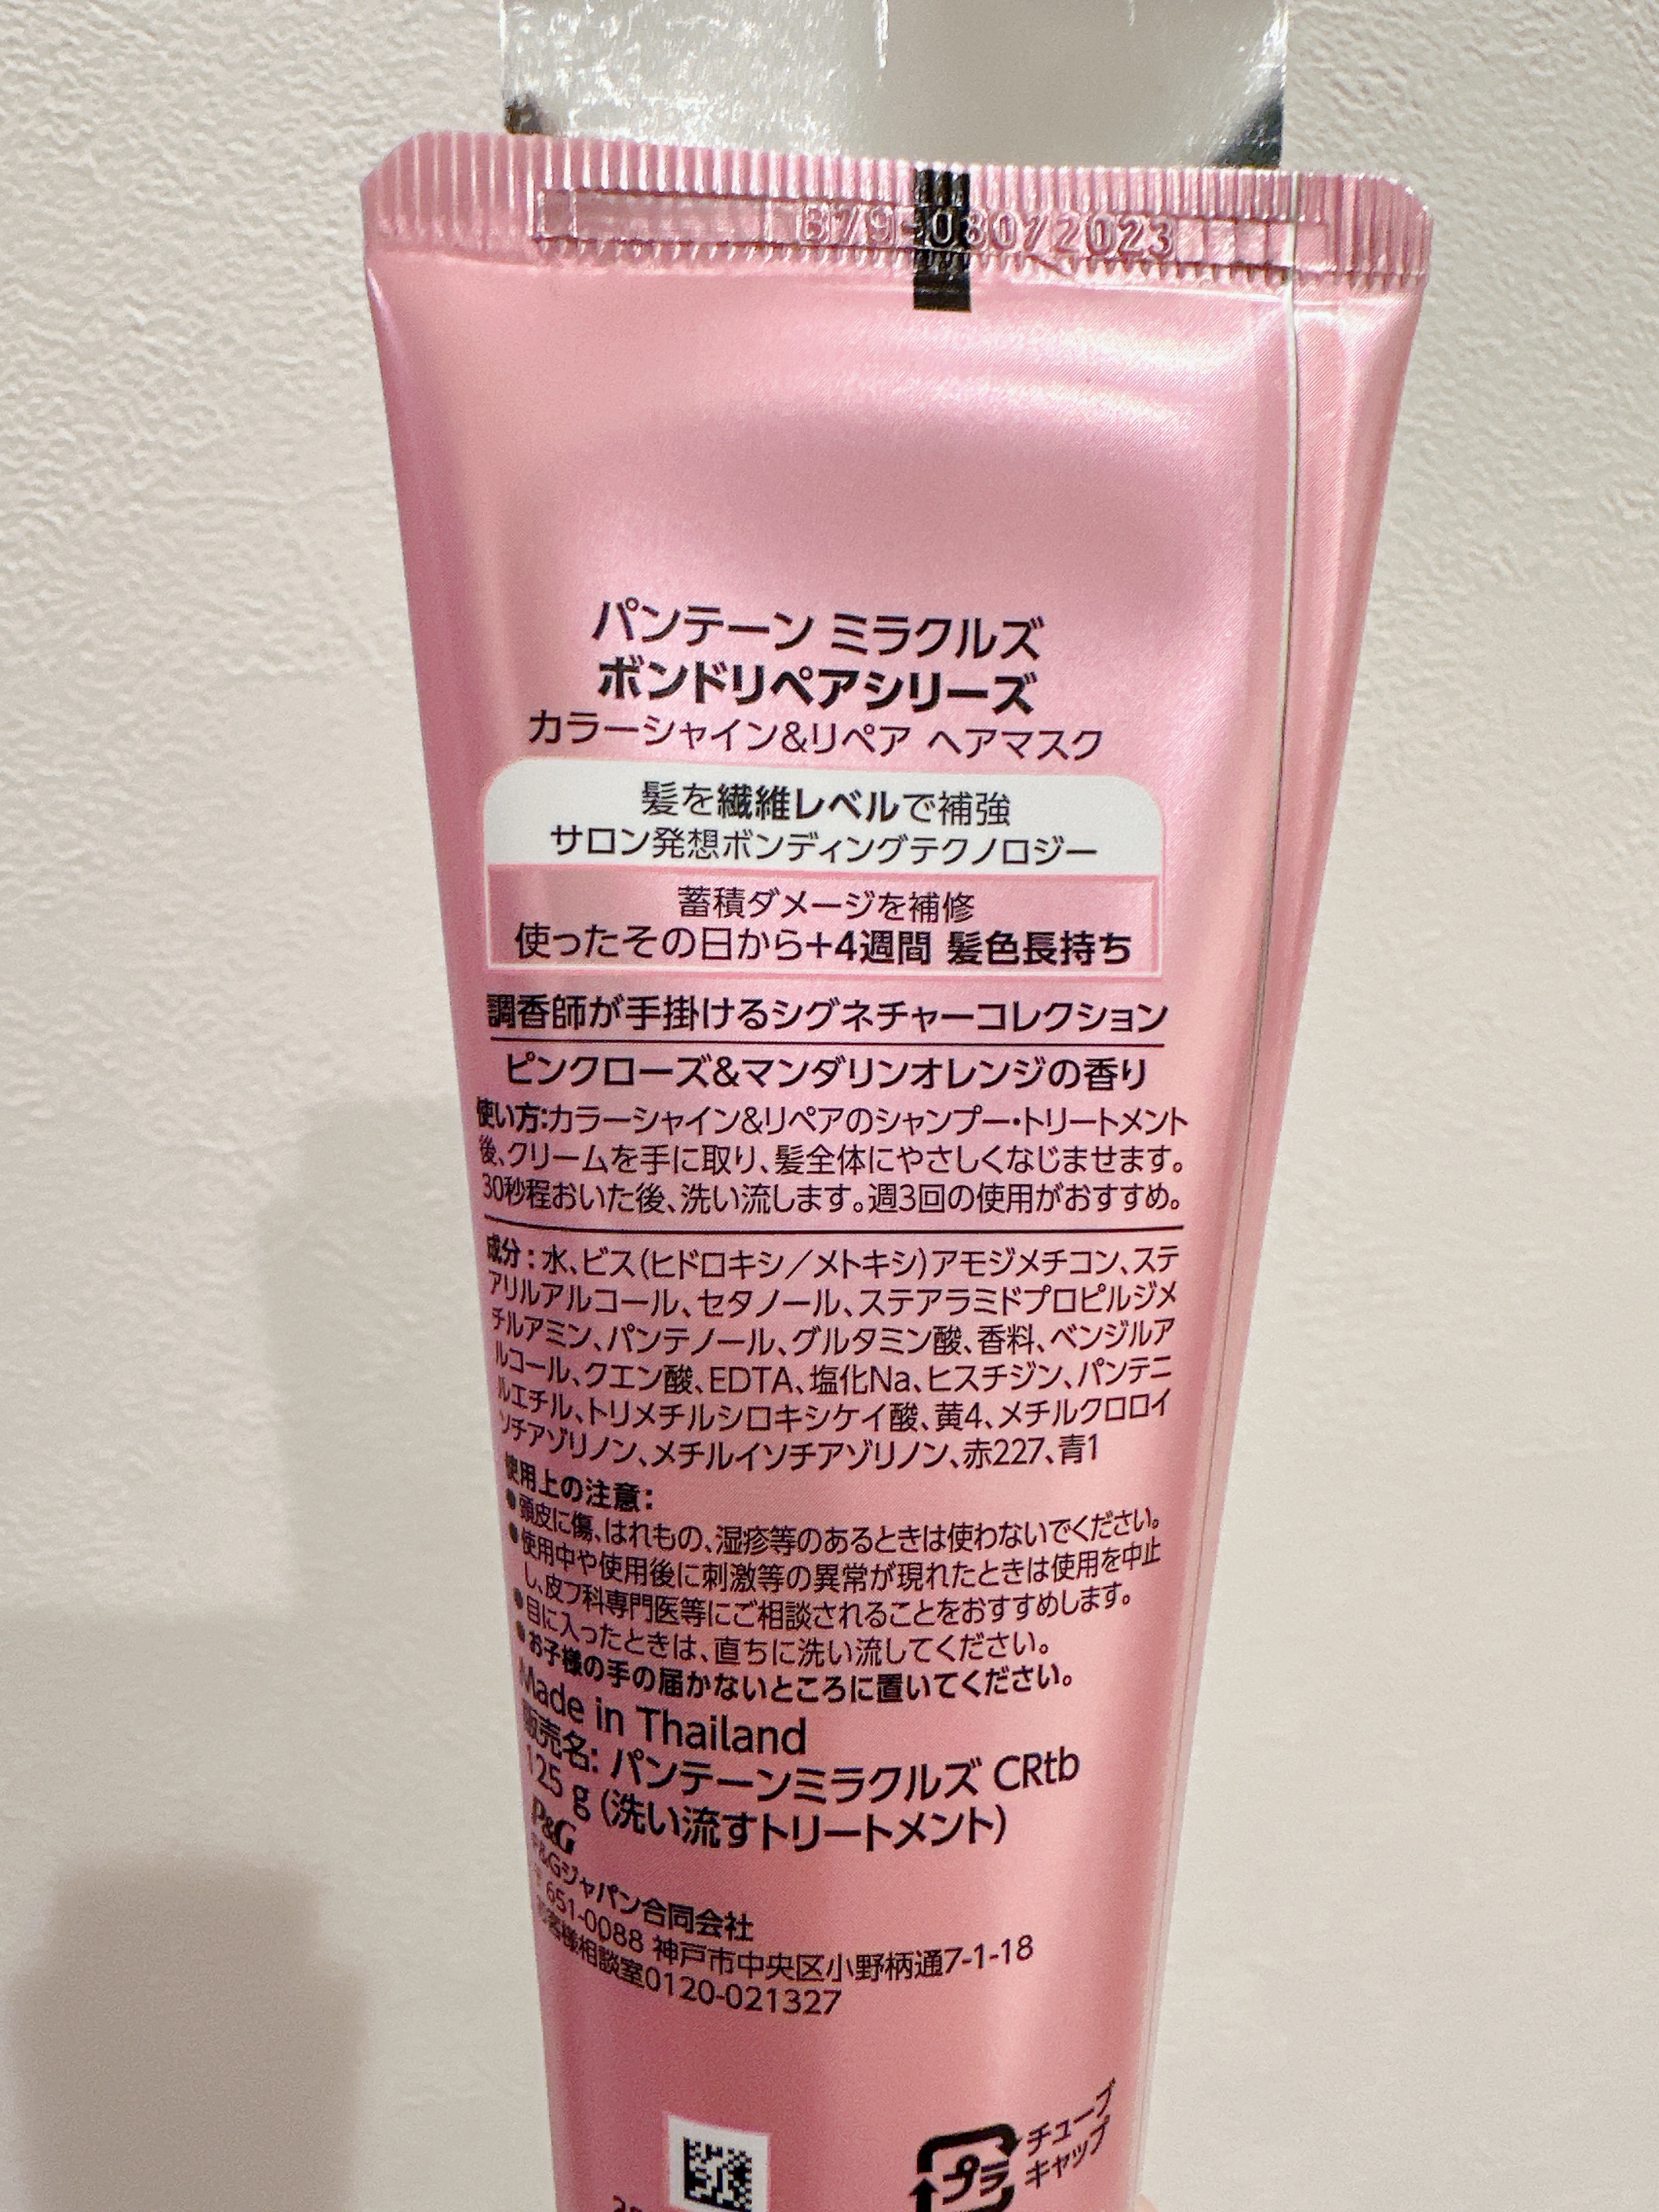 パンテーン ミラクルズ
ボンドリペアシリーズ
カラーシャイン&リペア ヘアマスク
髪を繊維レベルで補強
サロン発想ボンディングテクノロジー
蓄積ダメージを補修
使ったその日から+4週間 髪色長持ち
調香師が手掛けるシグネチャーコレクション
ピンクローズ&マンダリンオレンジの香り
使い方:カラーシャイン&リペアのシャンプー・トリートメント
後、クリームを手に取り、髪全体にやさしくなじませます。
30秒程おいた後、洗い流します。週3回の使用がおすすめ。
成分:水、ビス(ヒドロキシ/メトキシ)アモジメチコン、ステ
アリルアルコール、セタノール、ステアラミドプロピルジメ
チルアミン、パンテノール、グルタミン酸、香料、ベンジルア
ルコール、クエン酸、EDTA、塩化Na、ヒスチジン、パンテニ
ルエチル、トリメチルシロキシケイ酸、黄4、メチルクロロイ
ソチアゾリノン、メチルイソチアゾリノン、赤227、青1
使用上の注意:
●頭皮に傷、はれもの、湿疹等のあるときは使わないでください。
●使用中や使用後に刺激等の異常が現れたときは使用を中止
し、皮フ科専門医等にご相談されることをおすすめします。
●目に入ったときは、直ちに洗い流してください。
●お子様の手の届かないところに置いてください。
Made in Thailand
販売名: パンテーンミラクルズ CRtb
125 g (洗い流すトリートメント)
P&G
P&Gジャパン合同会社
〒651-0088 神戸市中央区小野柄通7-1-18
お客様相談室0120-021327
チューブ
キャップ
プラ